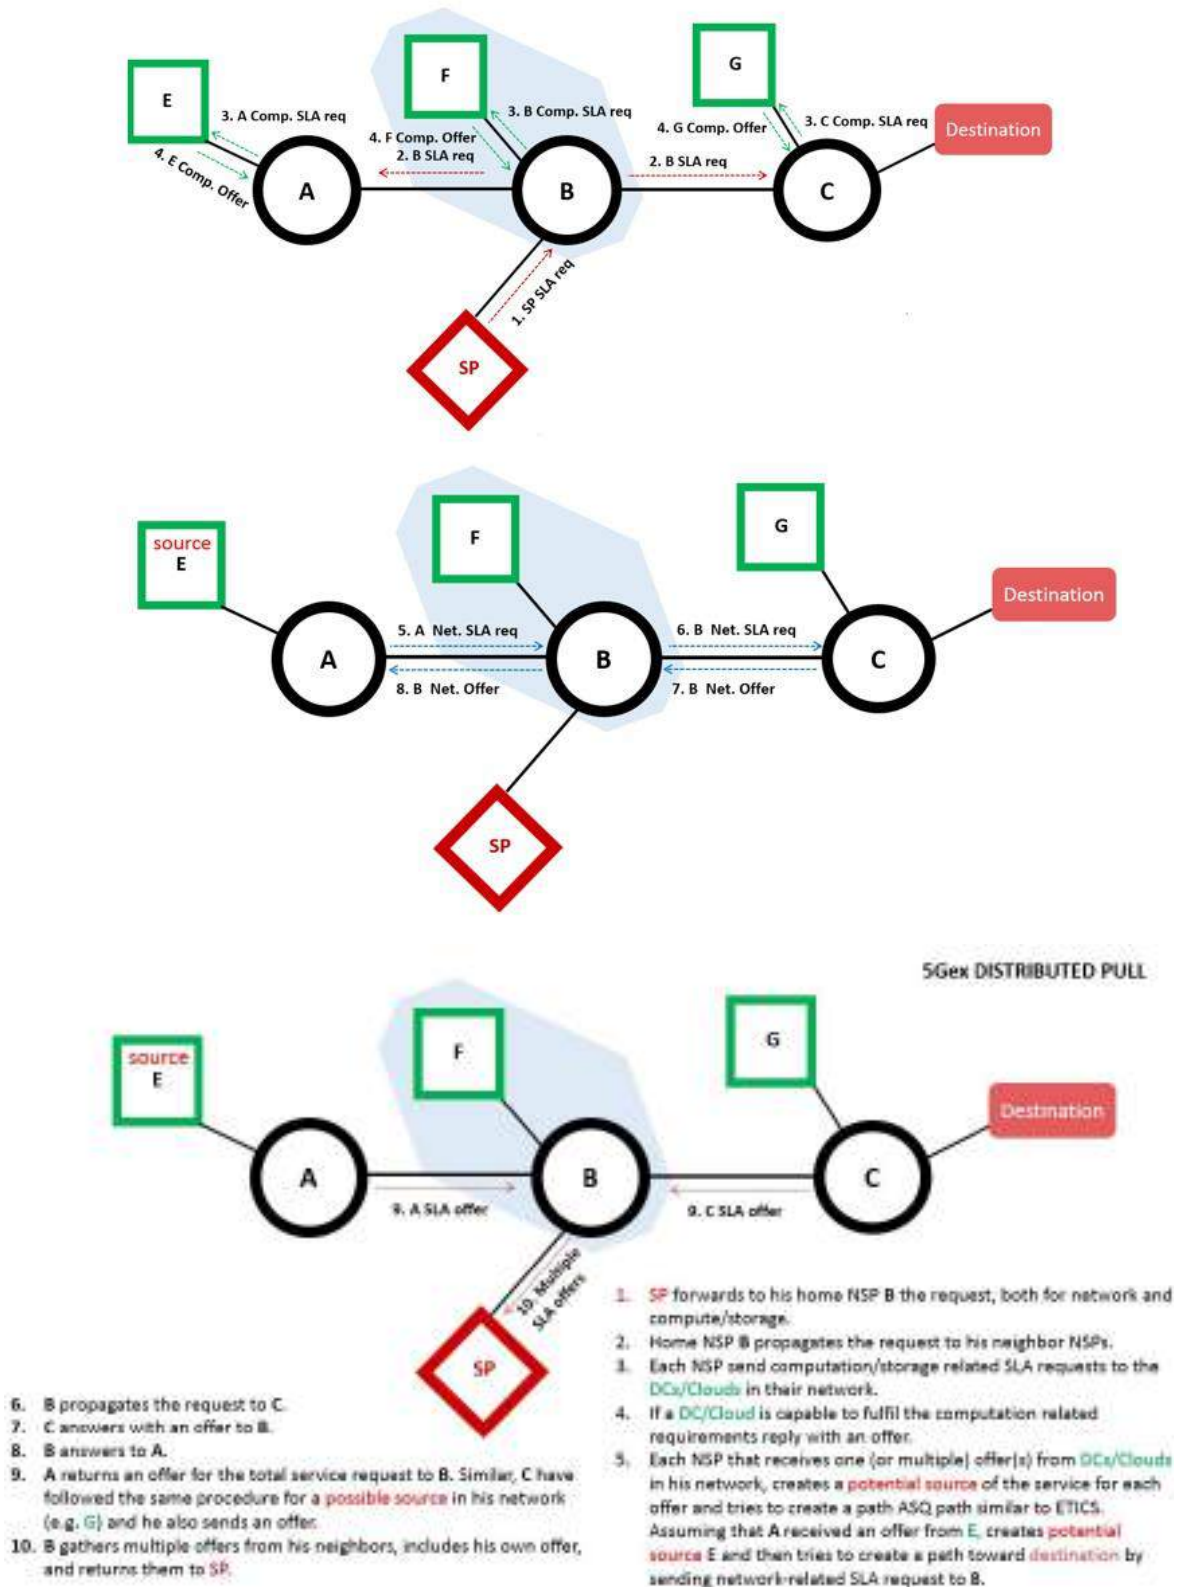 E
F
G
3. A Comp. SLA req
3. B Comp. SLA req
4. F Comp. Offer
2. B SLA req
4. G Comp. Offer
3. C Comp. SLA req
Destination
4. E Comp. Offer
2. B SLA req
A
B
C
1. SP SLA req
SP
source
E
F
G
Destination
5. A Net. SLA req
6. B Net. SLA req
A
B
C
8. B Net. Offer
7. B Net. Offer
SP
5Gex DISTRIBUTED PULL
source
E
F
G
Destination
A
B
C
9. A SLA offer
9. C SLA offer
10. Multiple
SLA offers
SP
1. SP forwards to his home NSP B the request, both for network and
compute/storage.
2. Home NSP B propagates the request to his neighbor NSPs.
3. Each NSP send computation/storage related SLA requests to the
DCs/Clouds in their network.
4. If a DC/Cloud is capable to fulfil the computation related
requirements reply with an offer.
5. Each NSP that receives one (or multiple) offer(s) from DCs/Clouds
in his network, creates a potential source of the service for each
offer and tries to create a path ASQ path similar to ETICS.
Assuming that A received an offer from E, creates potential
source E and then tries to create a path toward destination by
sending network-related SLA request to B.
6. B propagates the request to C.
7. C answers with an offer to B.
8. B answers to A.
9. A returns an offer for the total service request to B. Similar, C have
followed the same procedure for a possible source in his network
(e.g. G) and he also sends an offer.
10. B gathers multiple offers from his neighbors, includes his own offer,
and returns them to SP.